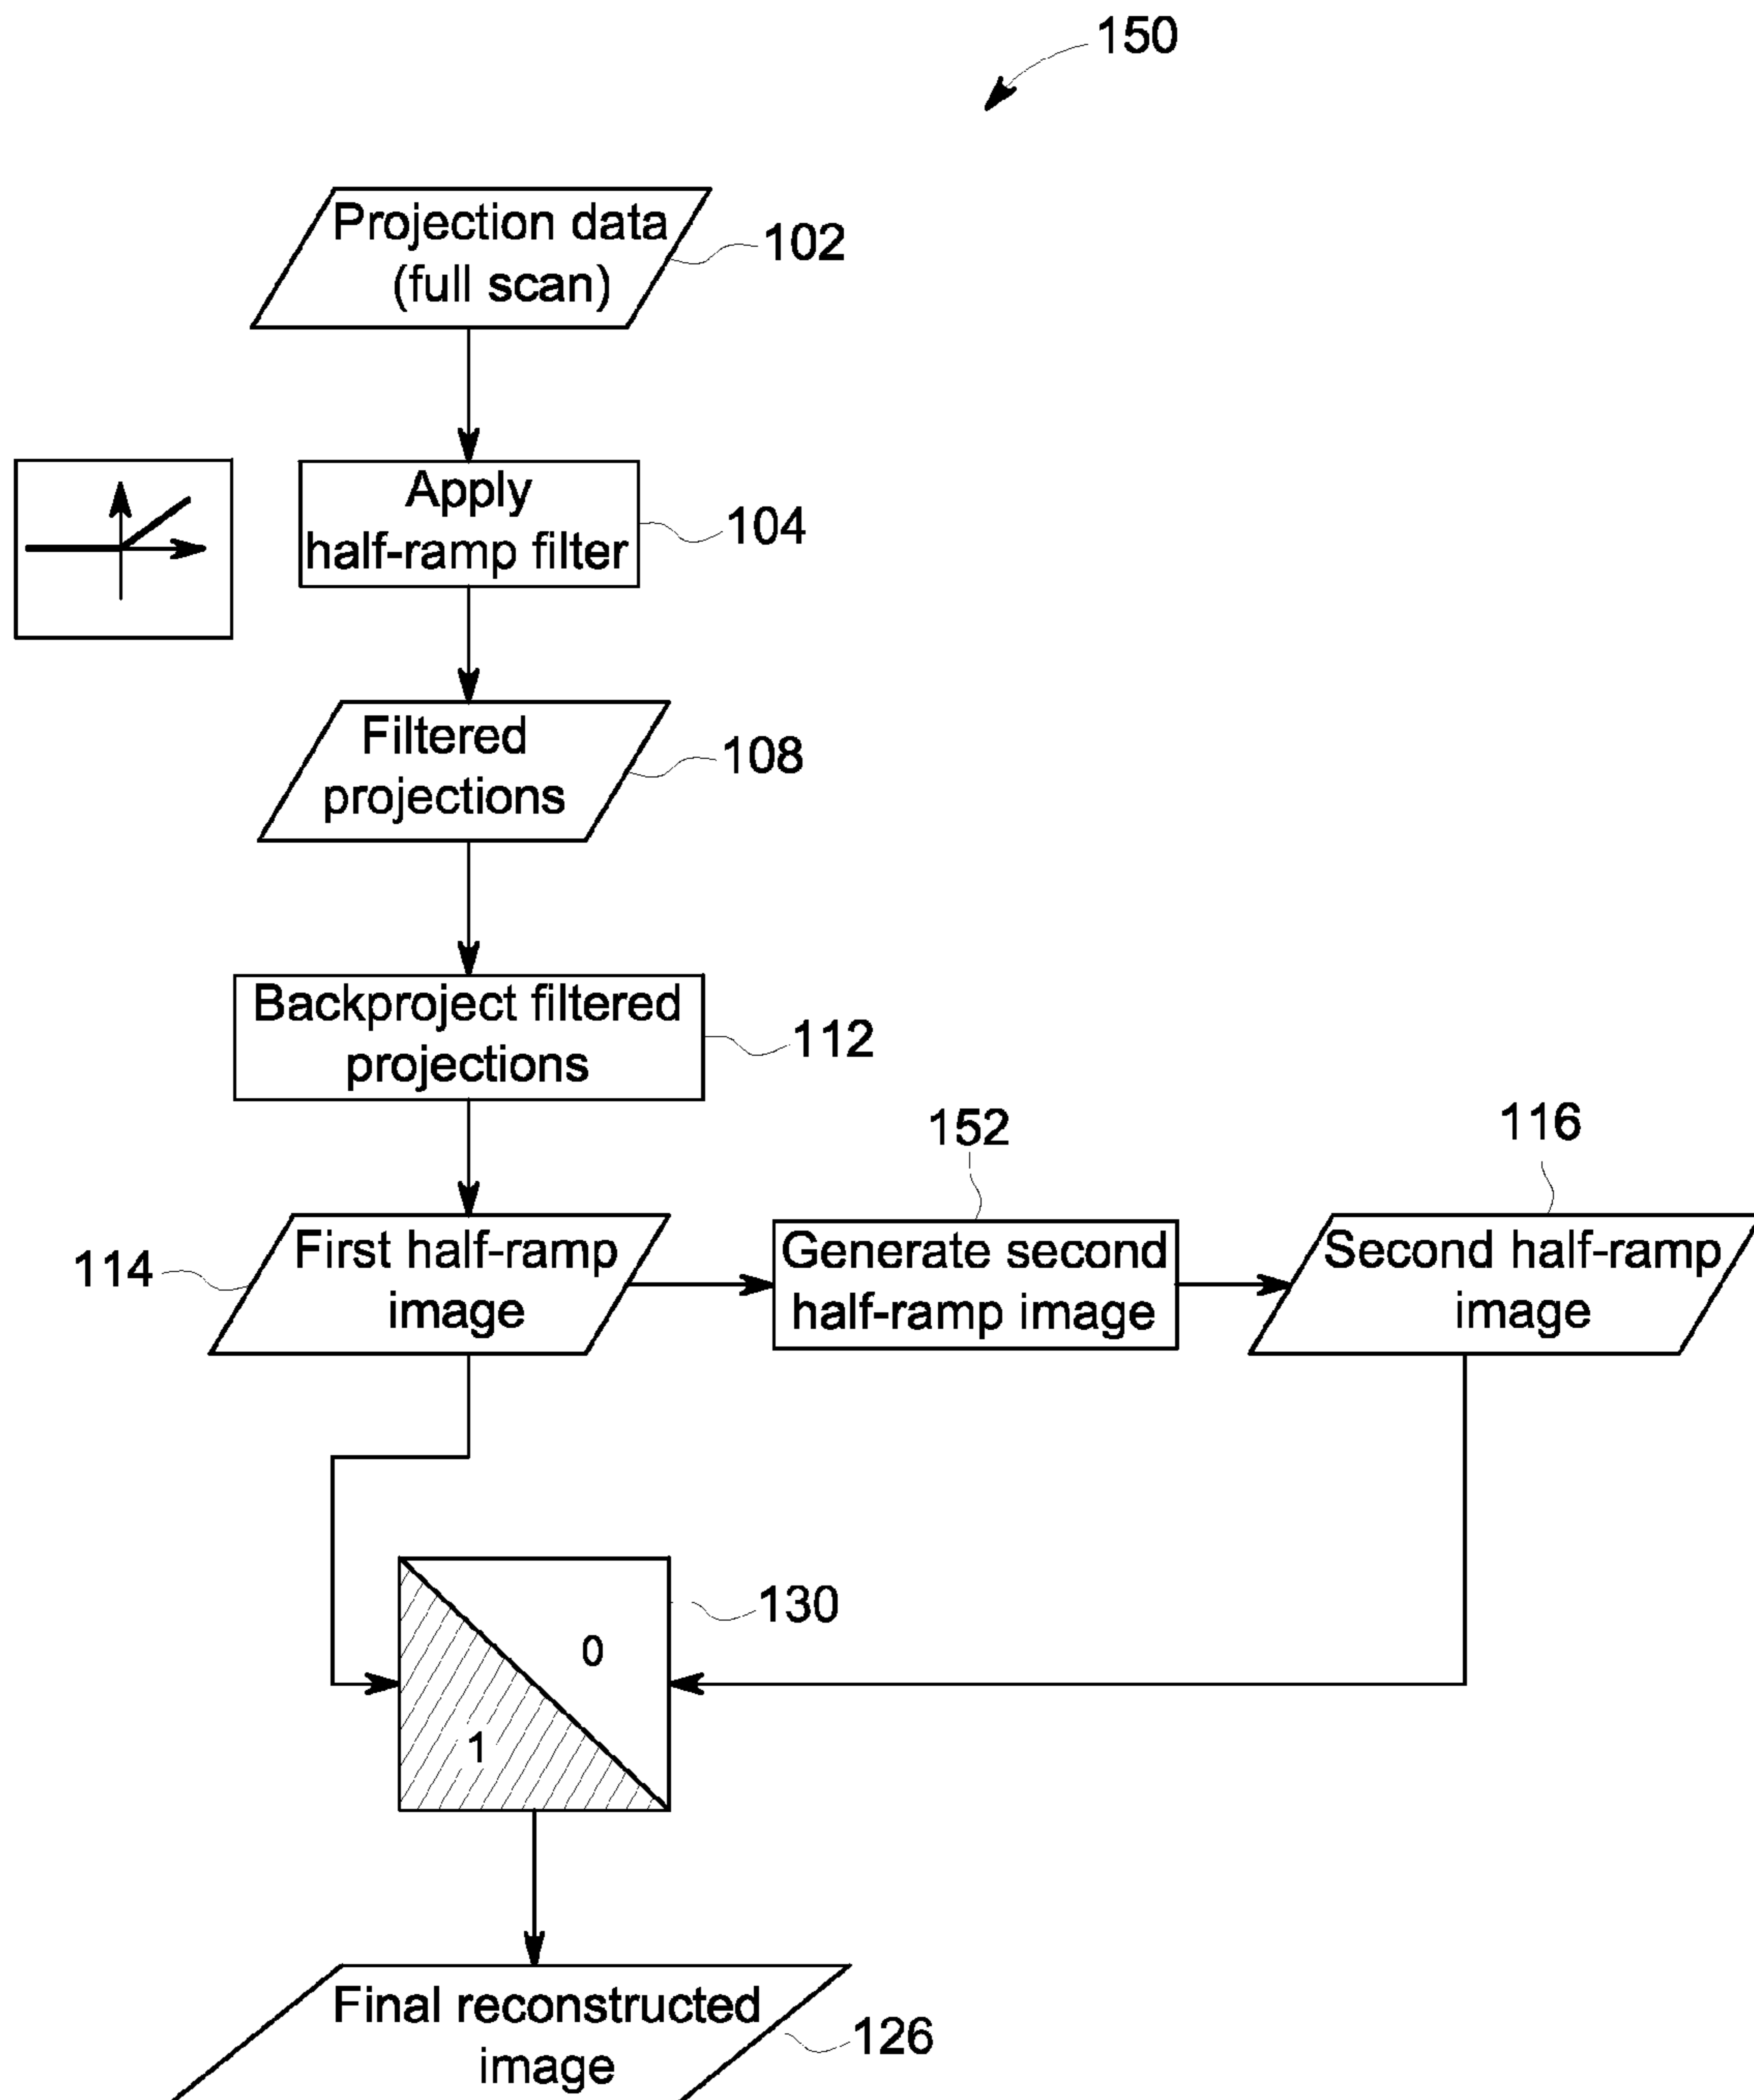 150
Projection data
(full scan)
102
Apply
half-ramp filter
104
Filtered
projections
108
Backproject filtered
projections
112
152
116
114
First half-ramp
image
Generate second
half-ramp image
Second half-ramp
image
130
0
1
Final reconstructed
image
126